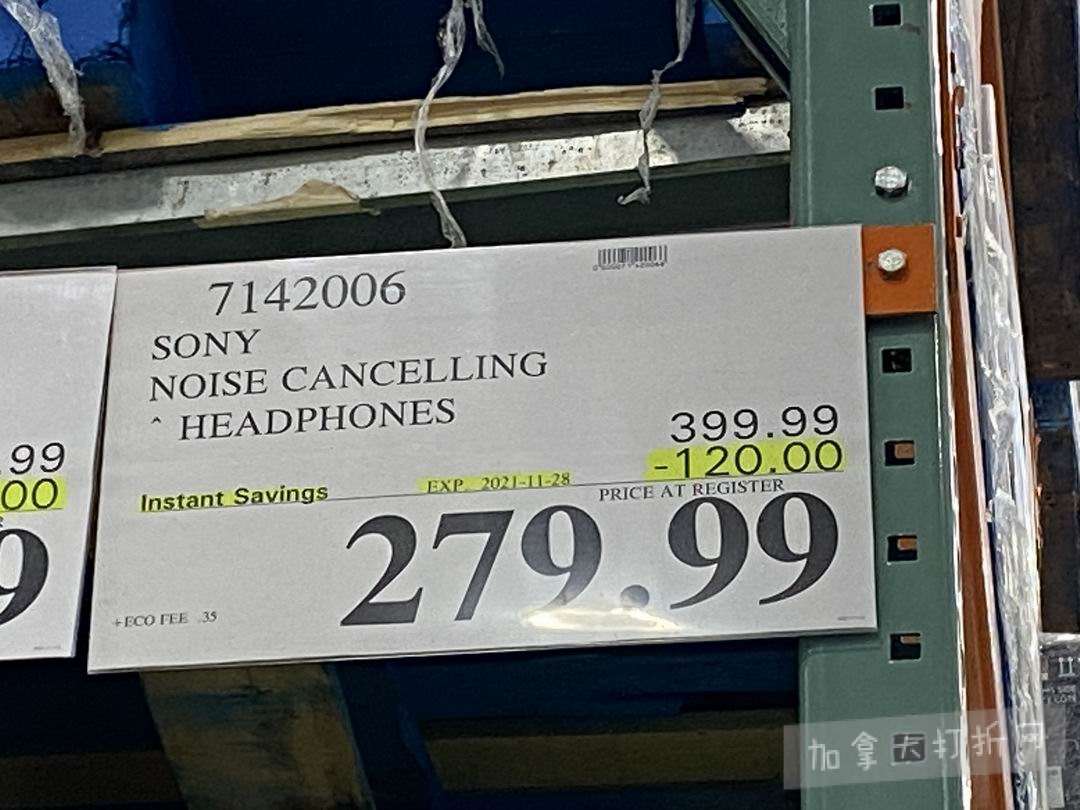 7142006
SONY
NOISE CANCELLING
^ HEADPHONES
399.99
-120.00
Instant Savings
EXP. 2021-11-28
PRICE AT REGISTER
279.99
+ECO FEE .35
.99
00
9
加拿大打折网